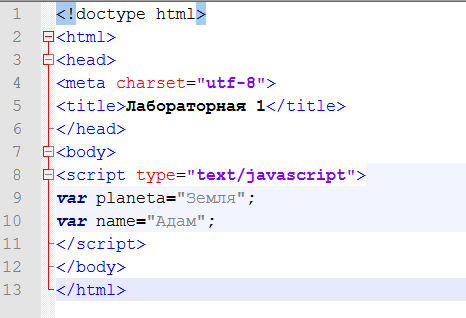 1 <!doctype html>
2 <html>
3 <head>
4 <meta charset="utf-8">
5 <title>Лабораторная 1</title>
6 </head>
7 <body>
8 <script type="text/javascript">
9 var planeta="Земля";
10 var name="Адам";
11 </script>
12 </body>
13 </html>